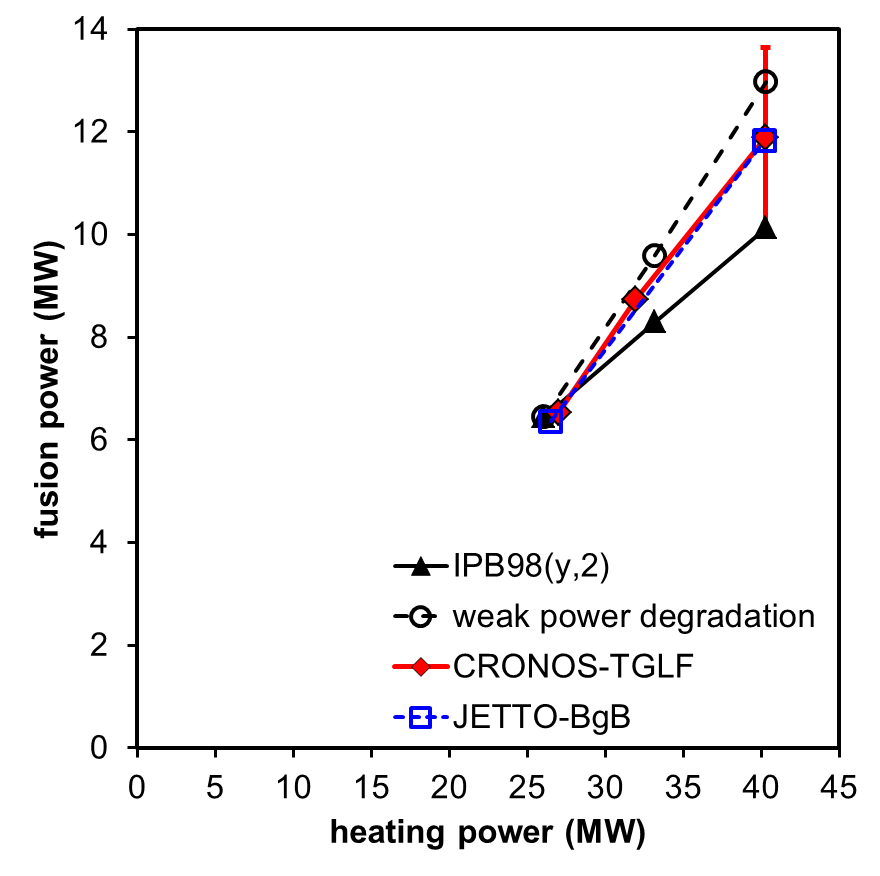 14
12
10
8
6
4
2
0
fusion power (MW)
IPB98(y,2)
weak power degradation
CRONOS-TGLF
JETTO-BgB
0 5 10 15 20 25 30 35 40 45
heating power (MW)